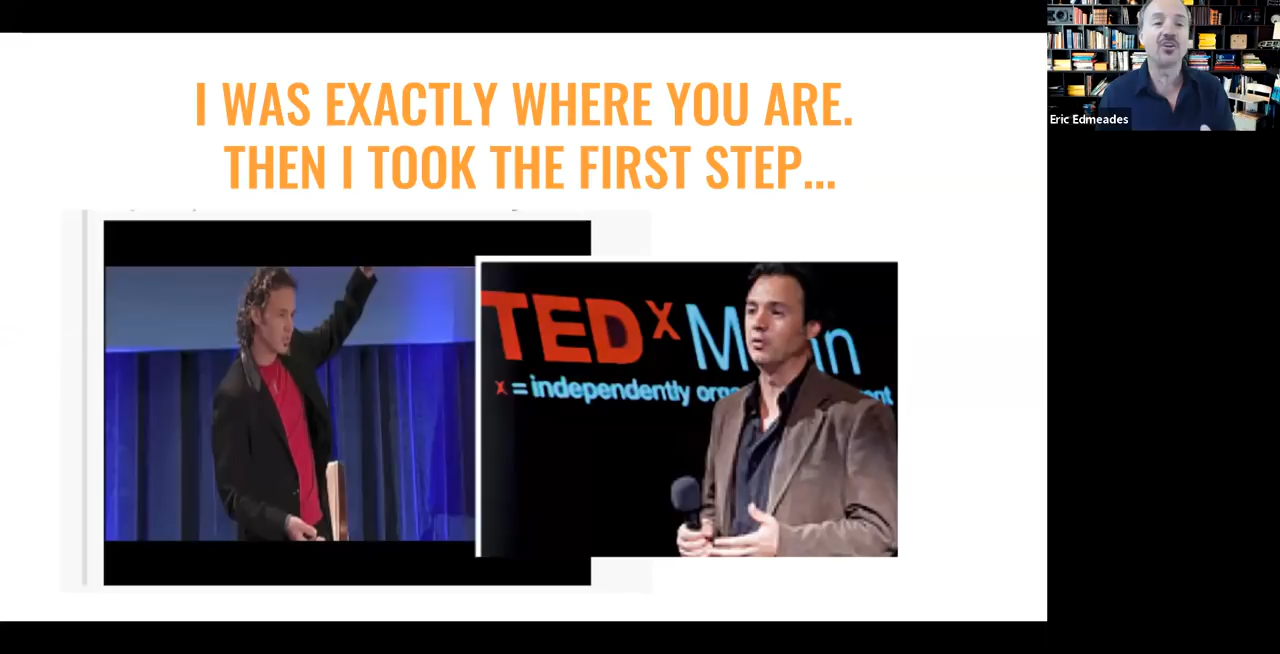 I WAS EXACTLY WHERE YOU ARE.
THEN I TOOK THE FIRST STEP...
TEDx
x = independently
Eric Edmeades